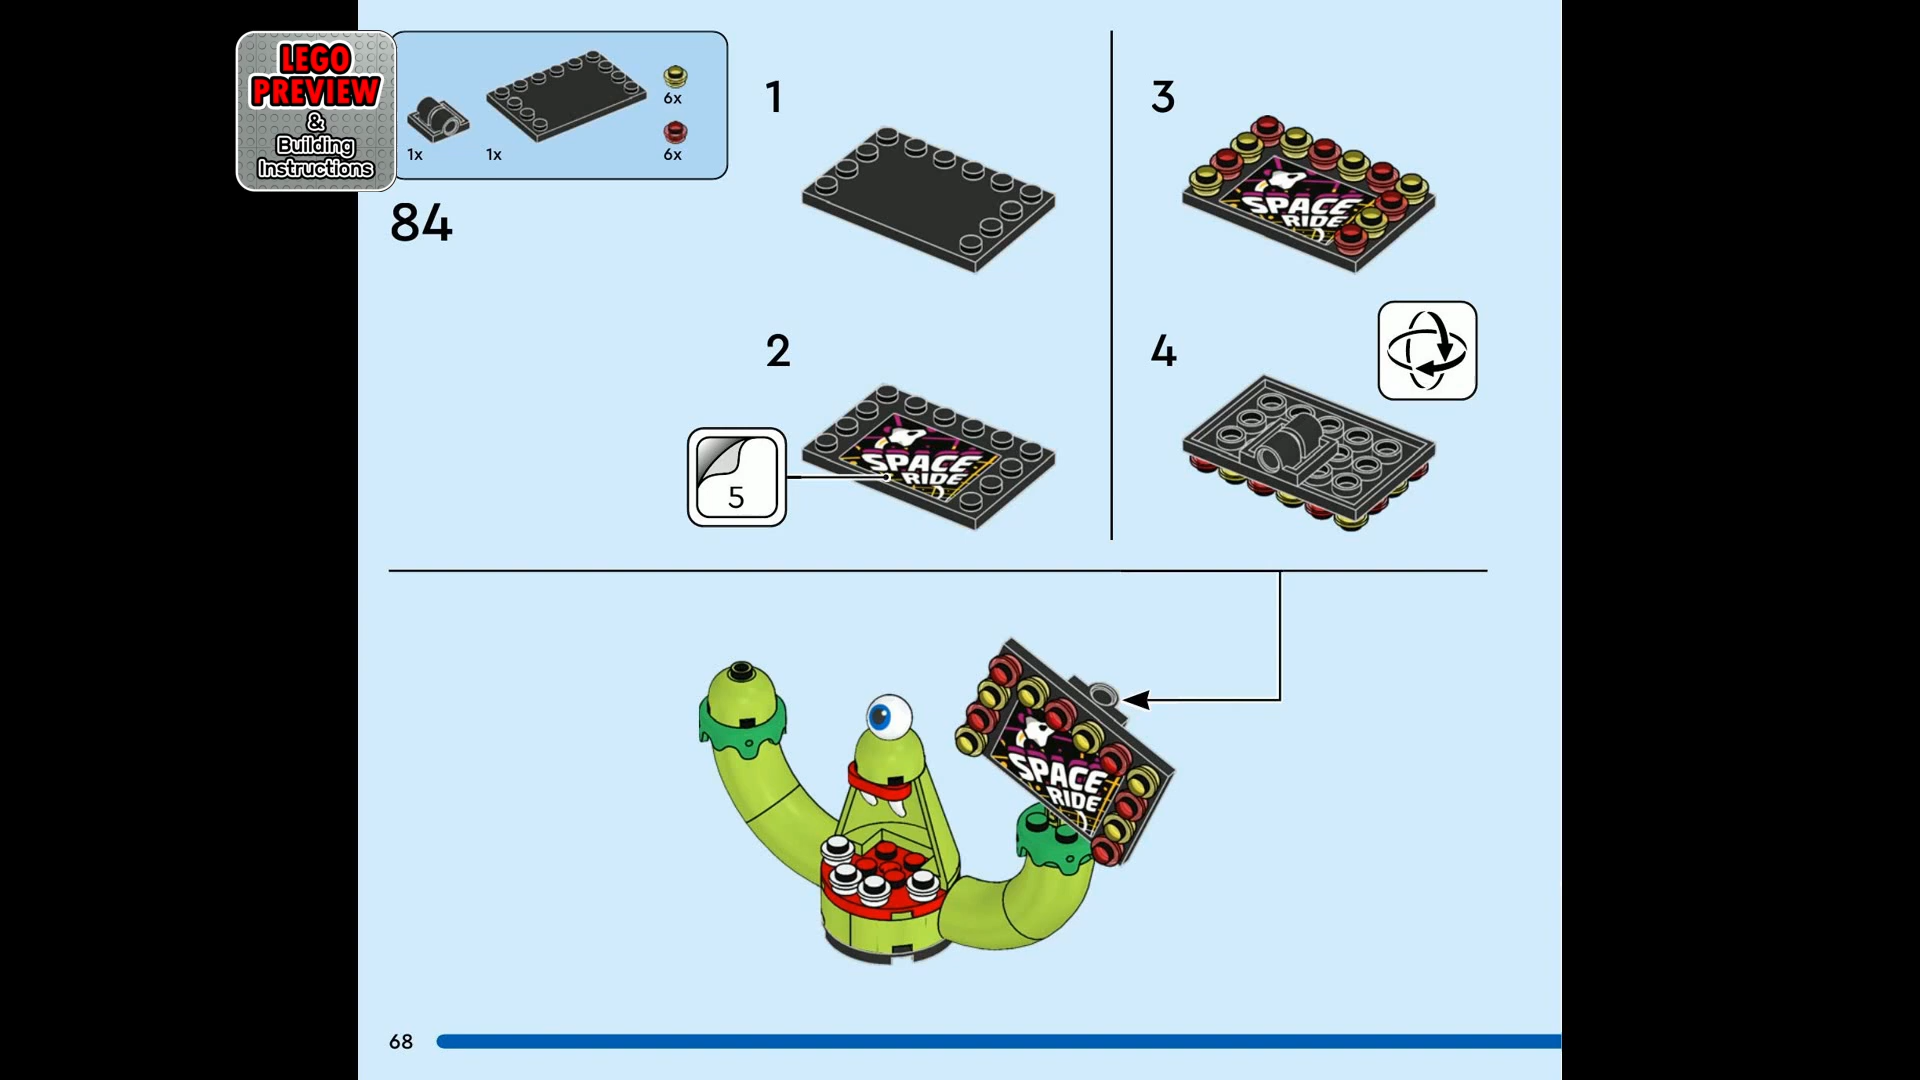 LEGO
PREVIEW
&
Building
Instructions
1x
1x
6x
6x
84
1
2
5
SPACE
RIDE
3
SPACE
RIDE
4
SPACE
RIDE
68